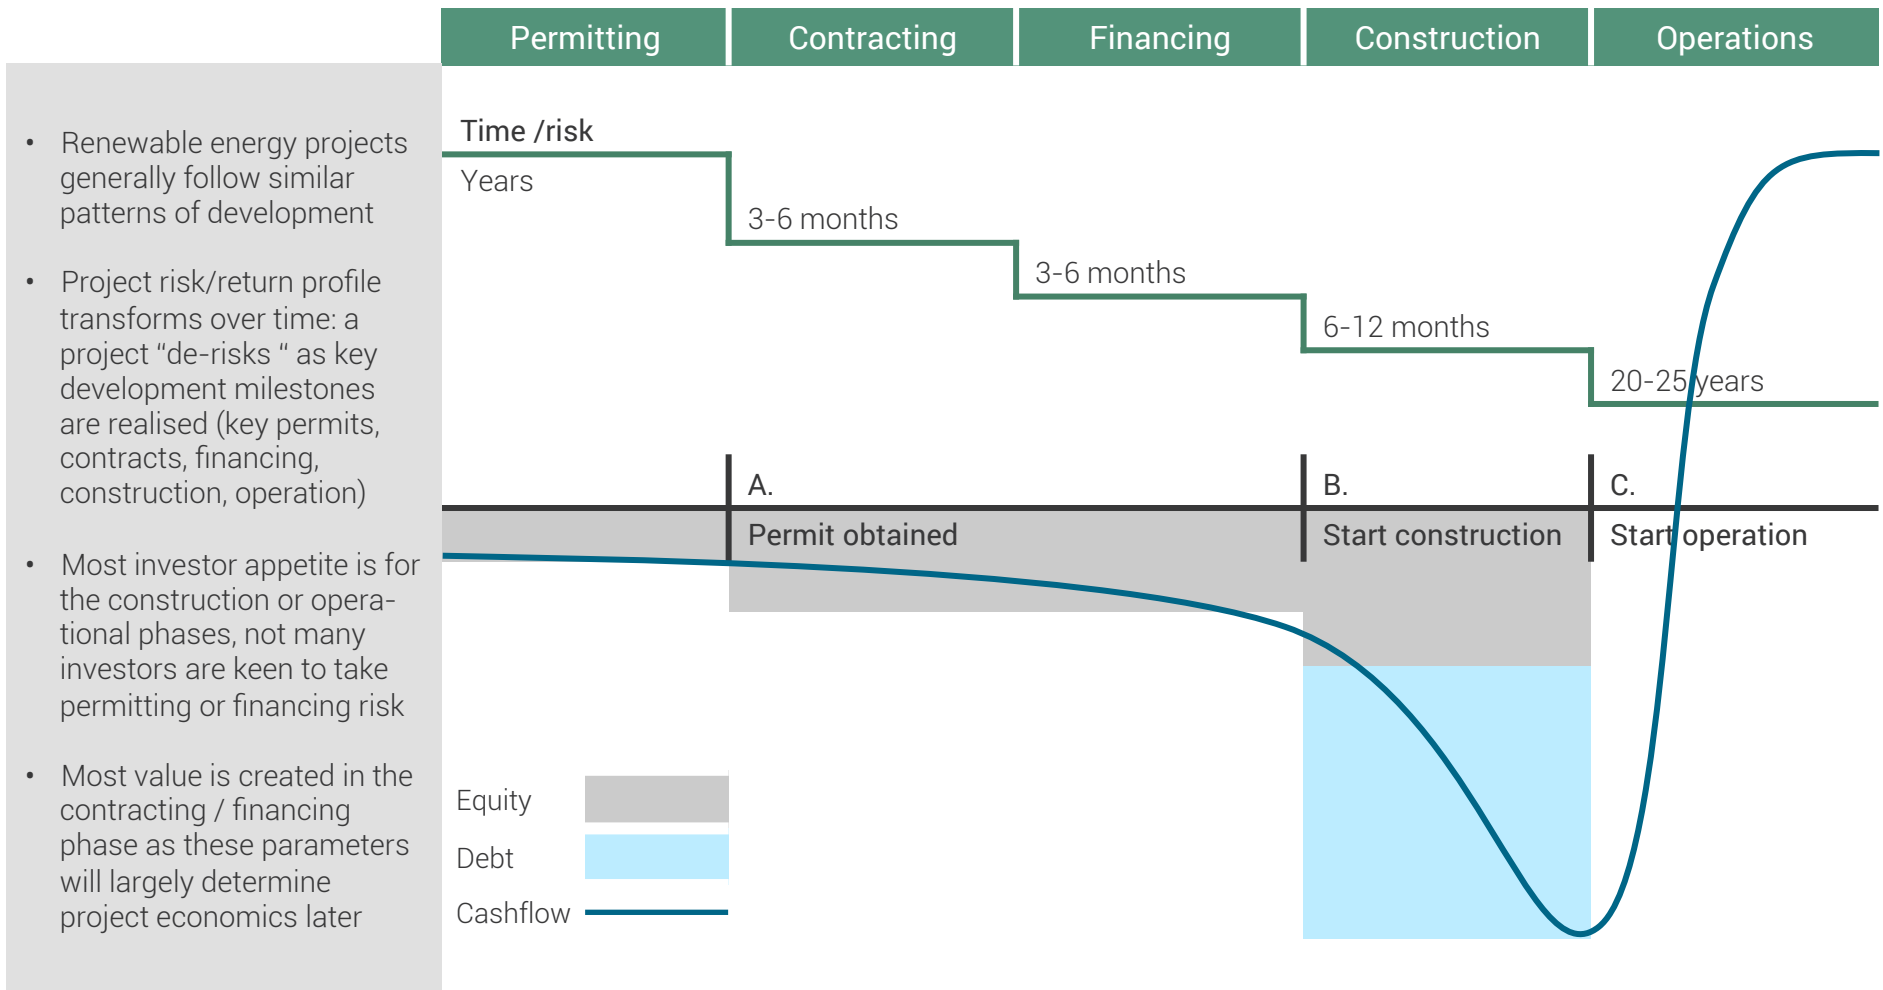 Permitting
Contracting
Financing
Construction
Operations
• Renewable energy projects
generally follow similar
patterns of development
• Project risk/return profile
transforms over time: a
project “de-risks “ as key
development milestones
are realised (key permits,
contracts, financing,
construction, operation)
• Most investor appetite is for
the construction or opera-
tional phases, not many
investors are keen to take
permitting or financing risk
• Most value is created in the
contracting / financing
phase as these parameters
will largely determine
project economics later
Time /risk
Years
3-6 months
3-6 months
6-12 months
20-25 years
A.
Permit obtained
B.
Start construction
C.
Start operation
Equity
Debt
Cashflow